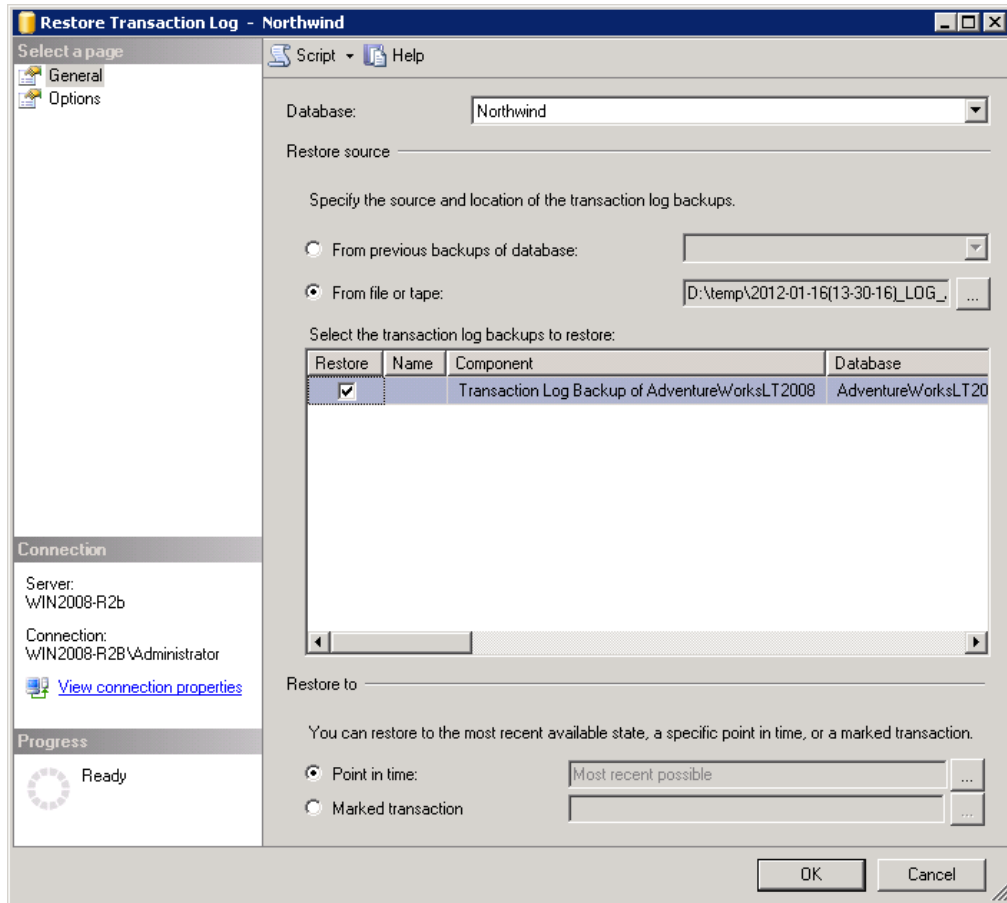 Restore Transaction Log - Northwind
Select a page
General
Options
Script
Help
Database:
Northwind
Restore source
Specify the source and location of the transaction log backups.
From previous backups of database:
From file or tape:
D:\temp\2012-01-16(13-30-16)_LOG_
...
Select the transaction log backups to restore:
Restore Name Component Database
Transaction Log Backup of AdventureWorksLT2008 AdventureWorksLT20
Connection
Server:
WIN2008-R2b
Connection:
WIN2008-R2B\Administrator
View connection properties
Progress
Ready
Restore to
You can restore to the most recent available state, a specific point in time, or a marked transaction.
Point in time:
Most recent possible
...
Marked transaction
...
OK
Cancel